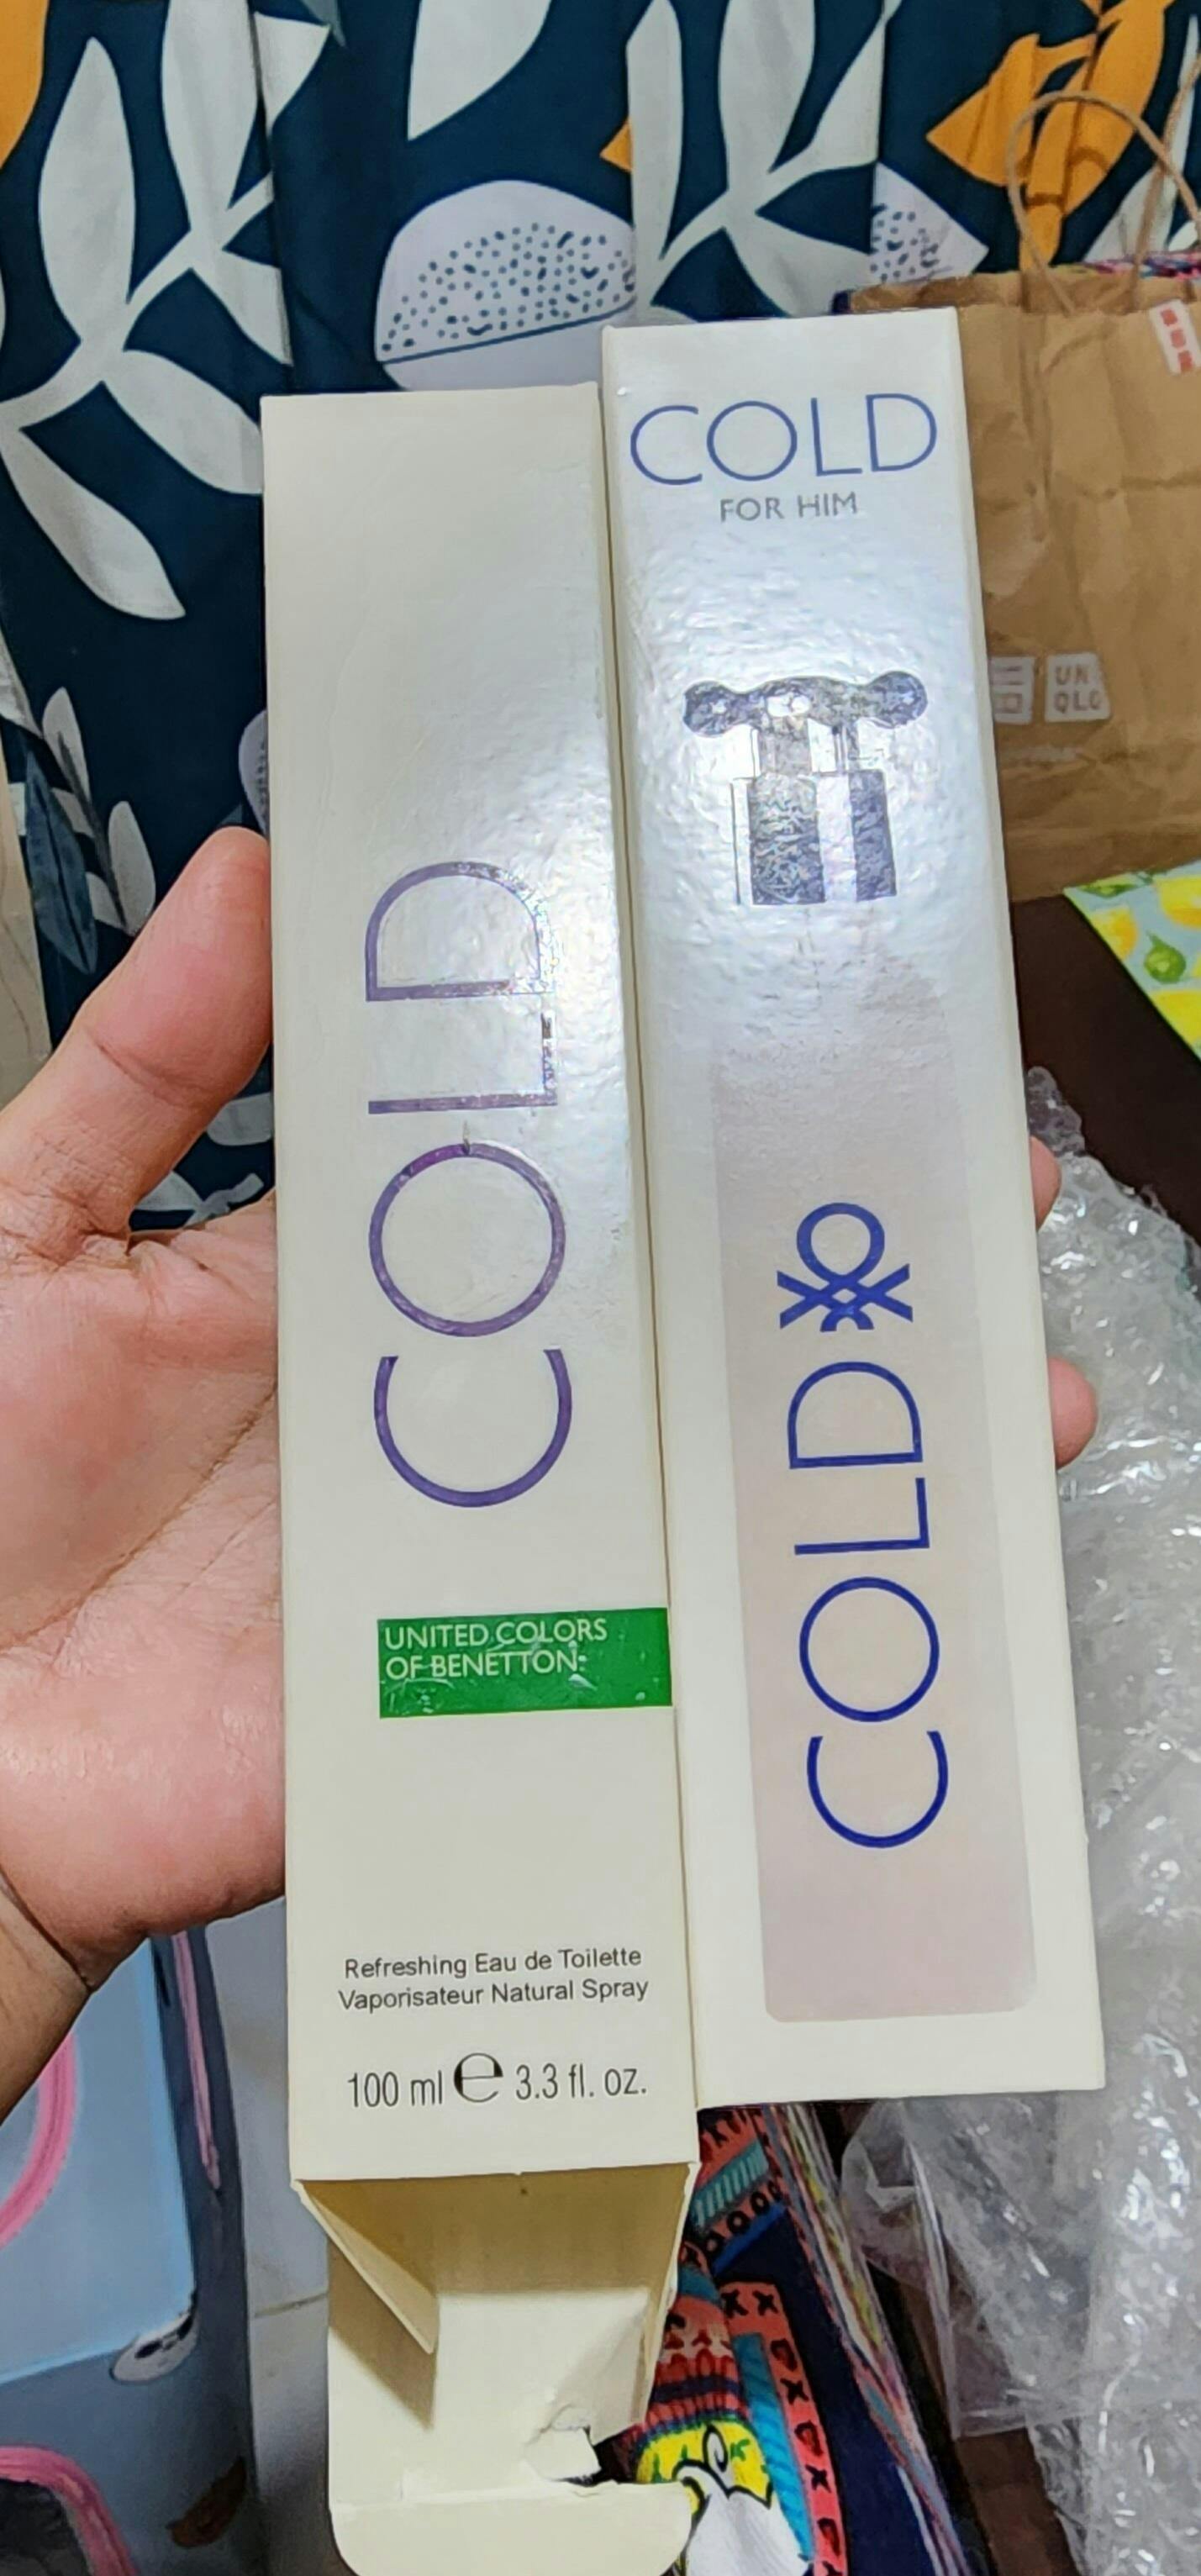 COLD
UNITED COLORS
OF BENETTON
Refreshing Eau de Toilette
Vaporisateur Natural Spray
100 ml e 3.3 fl. oz.
COLD
FOR HIM
COLD
UNI
QLO